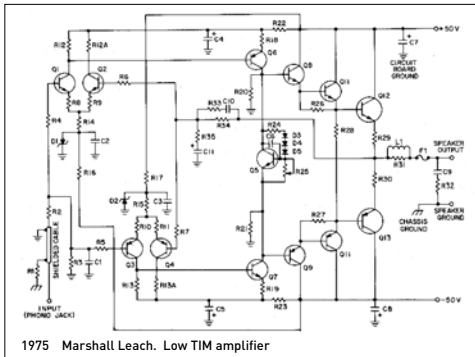 R22
+50V
R12
R12A
C4
R18
C7
Q6
CIRCUIT
BOARD
GROUND
Q1
Q2
Q8
Q11
R6
R20
Q12
R8
R9
R33
C10
R26
R4
R14
R34
D1
C2
R24
D3
R28
R29
R35
C6
D4
C11
D5
L1
F1
SPEAKER
OUTPUT
Q5
R25
R31
R16
R17
C9
R30
R32
D2
C3
R15
R2
R10
R11
R7
R21
R27
CHASSIS
GROUND
SPEAKER
GROUND
SHIELDED CABLE
R5
Q13
R3
C1
Q3
Q4
Q7
Q9
Q11
R1
R13
R13A
R19
INPUT
(PHONO JACK)
C5
R23
C8
-50V
1975 Marshall Leach. Low TIM amplifier